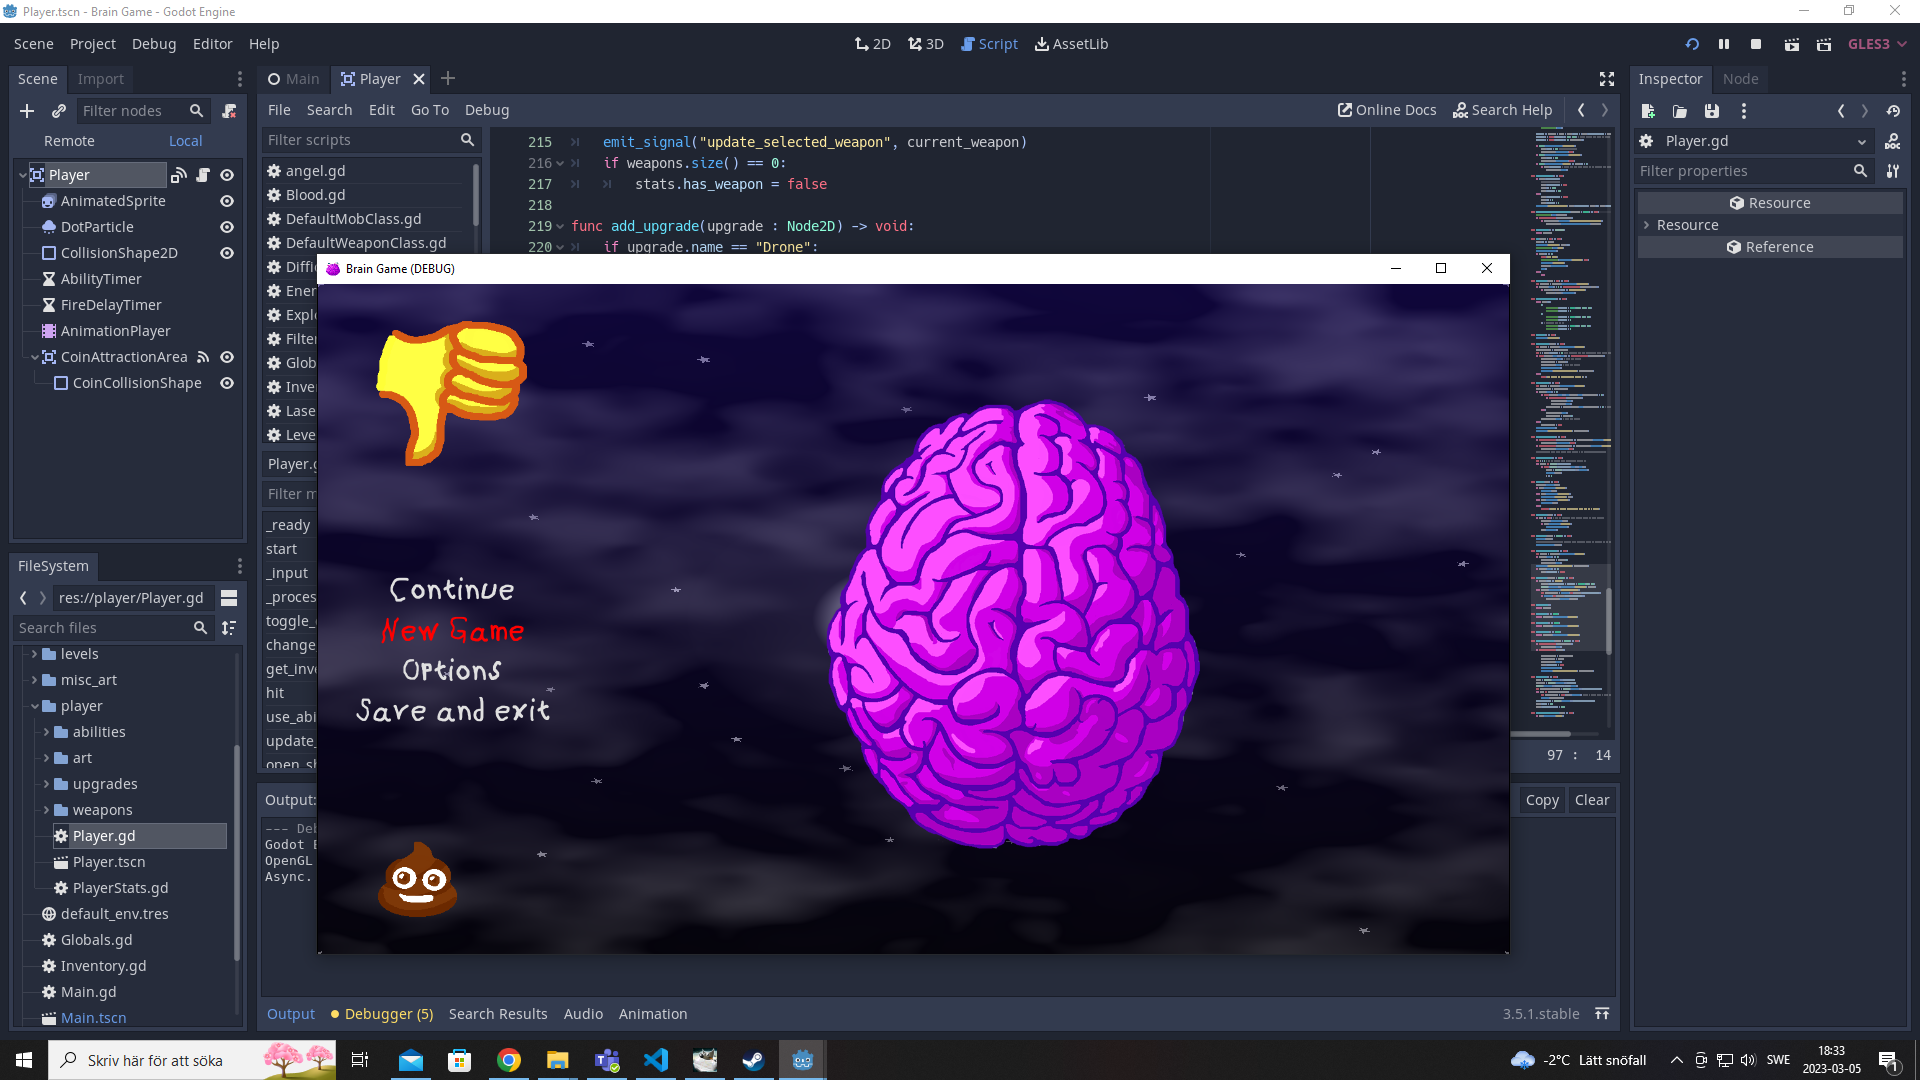 Player.tscn - Brain Game - Godot Engine
Scene Project Debug Editor Help
2D 3D Script AssetLib
GLES3
Scene Import
Filter nodes
Remote Local
Player
AnimatedSprite
DotParticle
CollisionShape2D
AbilityTimer
FireDelayTimer
AnimationPlayer
CoinAttractionArea
CoinCollisionShape
FileSystem
res://player/Player.gd
Search files
levels
misc_art
player
abilities
art
upgrades
weapons
Player.gd
Player.tscn
PlayerStats.gd
default_env.tres
Globals.gd
Inventory.gd
Main.gd
Main.tscn
Main Player
File Search Edit Go To Debug
Online Docs Search Help
Filter scripts
angel.gd
Blood.gd
DefaultMobClass.gd
DefaultWeaponClass.gd
Diffi
Ener
Explo
Filter
Glob
Inver
Lase
Leve
Player.g
Filter m
_ready
start
_input
_proces
toggle_
change_
get_inve
hit
use_abi
update_
open_sh
215 emit_signal("update_selected_weapon", current_weapon)
216 if weapons.size() == 0:
217 stats.has_weapon = false
218
219 func add_upgrade(upgrade : Node2D) -> void:
220 if upgrade.name == "Drone":
Brain Game (DEBUG)
Continue
New Game
Options
Save and exit
97 : 14
Output:
Copy Clear
--- Deb
Godot E
OpenGL
Async.
Output Debugger (5) Search Results Audio Animation
3.5.1.stable
Inspector Node
Player.gd
Filter properties
Resource
Resource
Reference
Skriv här för att söka
-2°C Lätt snöfall
SWE
18:33
2023-03-05
1